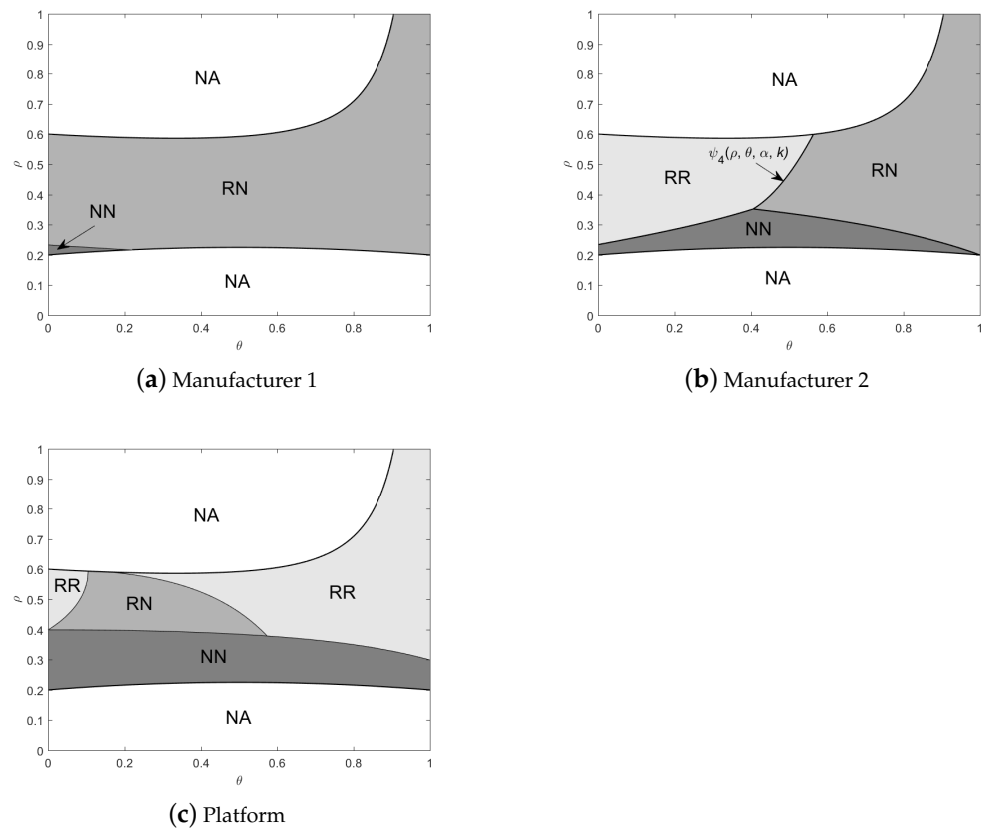 1
0.9
0.8
0.7
0.6
0.5
0.4
0.3
0.2
0.1
0
ρ
NA
RN
NN
NA
0 0.2 0.4 0.6 0.8 1
θ
(a) Manufacturer 1
1
0.9
0.8
0.7
0.6
0.5
0.4
0.3
0.2
0.1
0
ρ
NA
ψ4(ρ, θ, α, k)
RR
RN
NN
NA
0 0.2 0.4 0.6 0.8 1
θ
(b) Manufacturer 2
1
0.9
0.8
0.7
0.6
0.5
0.4
0.3
0.2
0.1
0
ρ
NA
RR
RN
RR
NN
NA
0 0.2 0.4 0.6 0.8 1
θ
(c) Platform